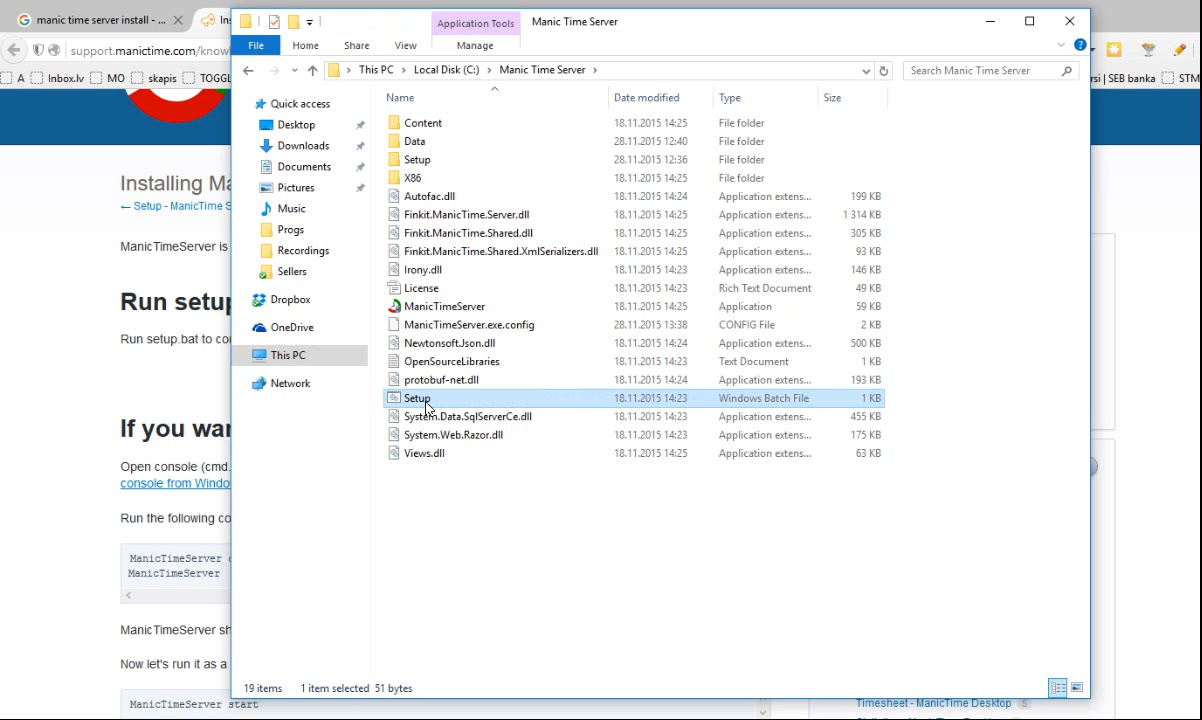 manic time server install - ...
Ins
support.manictime.com/know
A Inbox.lv MO skapis TOGGL
rsi | SEB banka STM
Application Tools Manic Time Server
File Home Share View Manage
This PC Local Disk (C:) Manic Time Server
Search Manic Time Server
Quick access
Desktop
Downloads
Documents
Pictures
Music
Progs
Recordings
Sellers
Dropbox
OneDrive
This PC
Network
Name Date modified Type Size
Content 18.11.2015 14:25 File folder
Data 28.11.2015 12:40 File folder
Setup 28.11.2015 12:36 File folder
X86 18.11.2015 14:25 File folder
Autofac.dll 18.11.2015 14:24 Application extens... 199 KB
Finkit.ManicTime.Server.dll 18.11.2015 14:25 Application extens... 1 314 KB
Finkit.ManicTime.Shared.dll 18.11.2015 14:25 Application extens... 305 KB
Finkit.ManicTime.Shared.XmlSerializers.dll 18.11.2015 14:25 Application extens... 93 KB
Irony.dll 18.11.2015 14:23 Application extens... 146 KB
License 18.11.2015 14:23 Rich Text Document 49 KB
ManicTimeServer 18.11.2015 14:25 Application 59 KB
ManicTimeServer.exe.config 28.11.2015 13:38 CONFIG File 2 KB
Newtonsoft.Json.dll 18.11.2015 14:24 Application extens... 500 KB
OpenSourceLibraries 18.11.2015 14:23 Text Document 1 KB
protobuf-net.dll 18.11.2015 14:24 Application extens... 193 KB
Setup 18.11.2015 14:23 Windows Batch File 1 KB
System.Data.SqlServerCe.dll 18.11.2015 14:23 Application extens... 455 KB
System.Web.Razor.dll 18.11.2015 14:23 Application extens... 175 KB
Views.dll 18.11.2015 14:25 Application extens... 63 KB
19 items 1 item selected 51 bytes
Installing Ma
← Setup - ManicTime S
ManicTimeServer is
Run setup
Run setup.bat to co
If you wan
Open console (cmd.
console from Windo
Run the following co
ManicTimeServer
ManicTimeServer
ManicTimeServer sh
Now let's run it as a
ManicTimeServer start
Timesheet - ManicTime Desktop 5